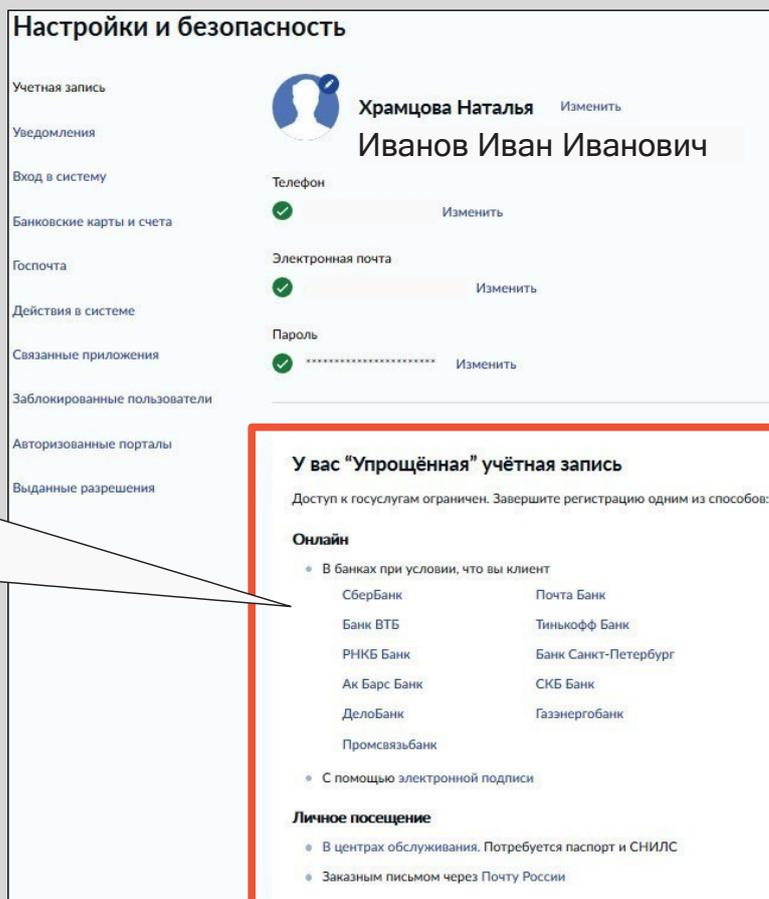 Настройки и безопасность
Учетная запись
Уведомления
Вход в систему
Банковские карты и счета
Госпочта
Действия в системе
Связанные приложения
Заблокированные пользователи
Авторизованные порталы
Выданные разрешения
Храмцова Наталья Изменить
Иванов Иван Иванович
Телефон
Изменить
Электронная почта
Изменить
Пароль
*********************** Изменить
У вас “Упрощённая” учётная запись
Доступ к госуслугам ограничен. Завершите регистрацию одним из способов:
Онлайн
В банках при условии, что вы клиент
СберБанк Почта Банк
Банк ВТБ Тинькофф Банк
РНКБ Банк Банк Санкт-Петербург
Ак Барс Банк СКБ Банк
ДелоБанк Газэнергобанк
Промсвязьбанк
С помощью электронной подписи
Личное посещение
В центрах обслуживания. Потребуется паспорт и СНИЛС
Заказным письмом через Почту России